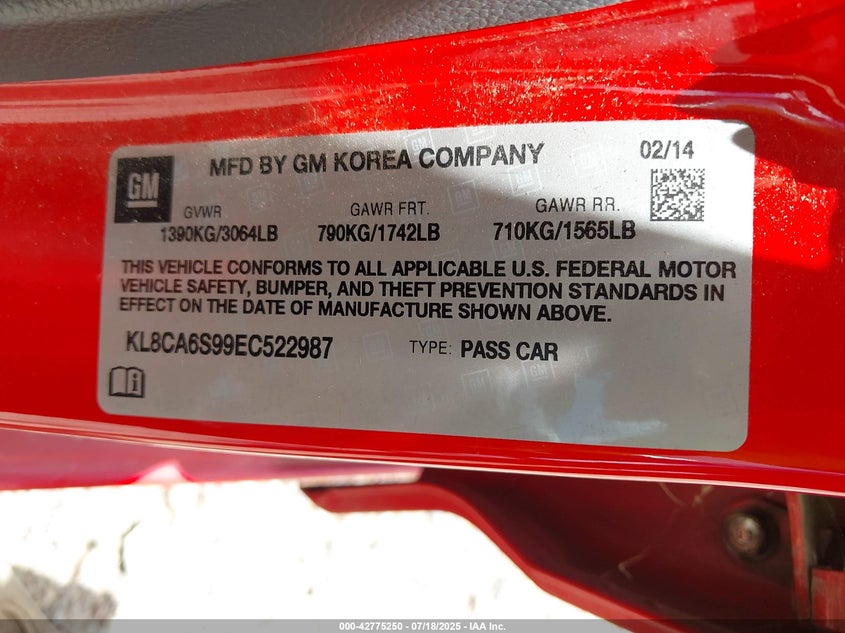 GM
MFD BY GM KOREA COMPANY
02/14
GVWR GAWR FRT. GAWR RR.
1390KG/3064LB 790KG/1742LB 710KG/1565LB
THIS VEHICLE CONFORMS TO ALL APPLICABLE U.S. FEDERAL MOTOR
VEHICLE SAFETY, BUMPER, AND THEFT PREVENTION STANDARDS IN
EFFECT ON THE DATE OF MANUFACTURE SHOWN ABOVE.
KL8CA6S99EC522987 TYPE: PASS CAR
000-42775250 | 07/18/2025 - IAA Inc.